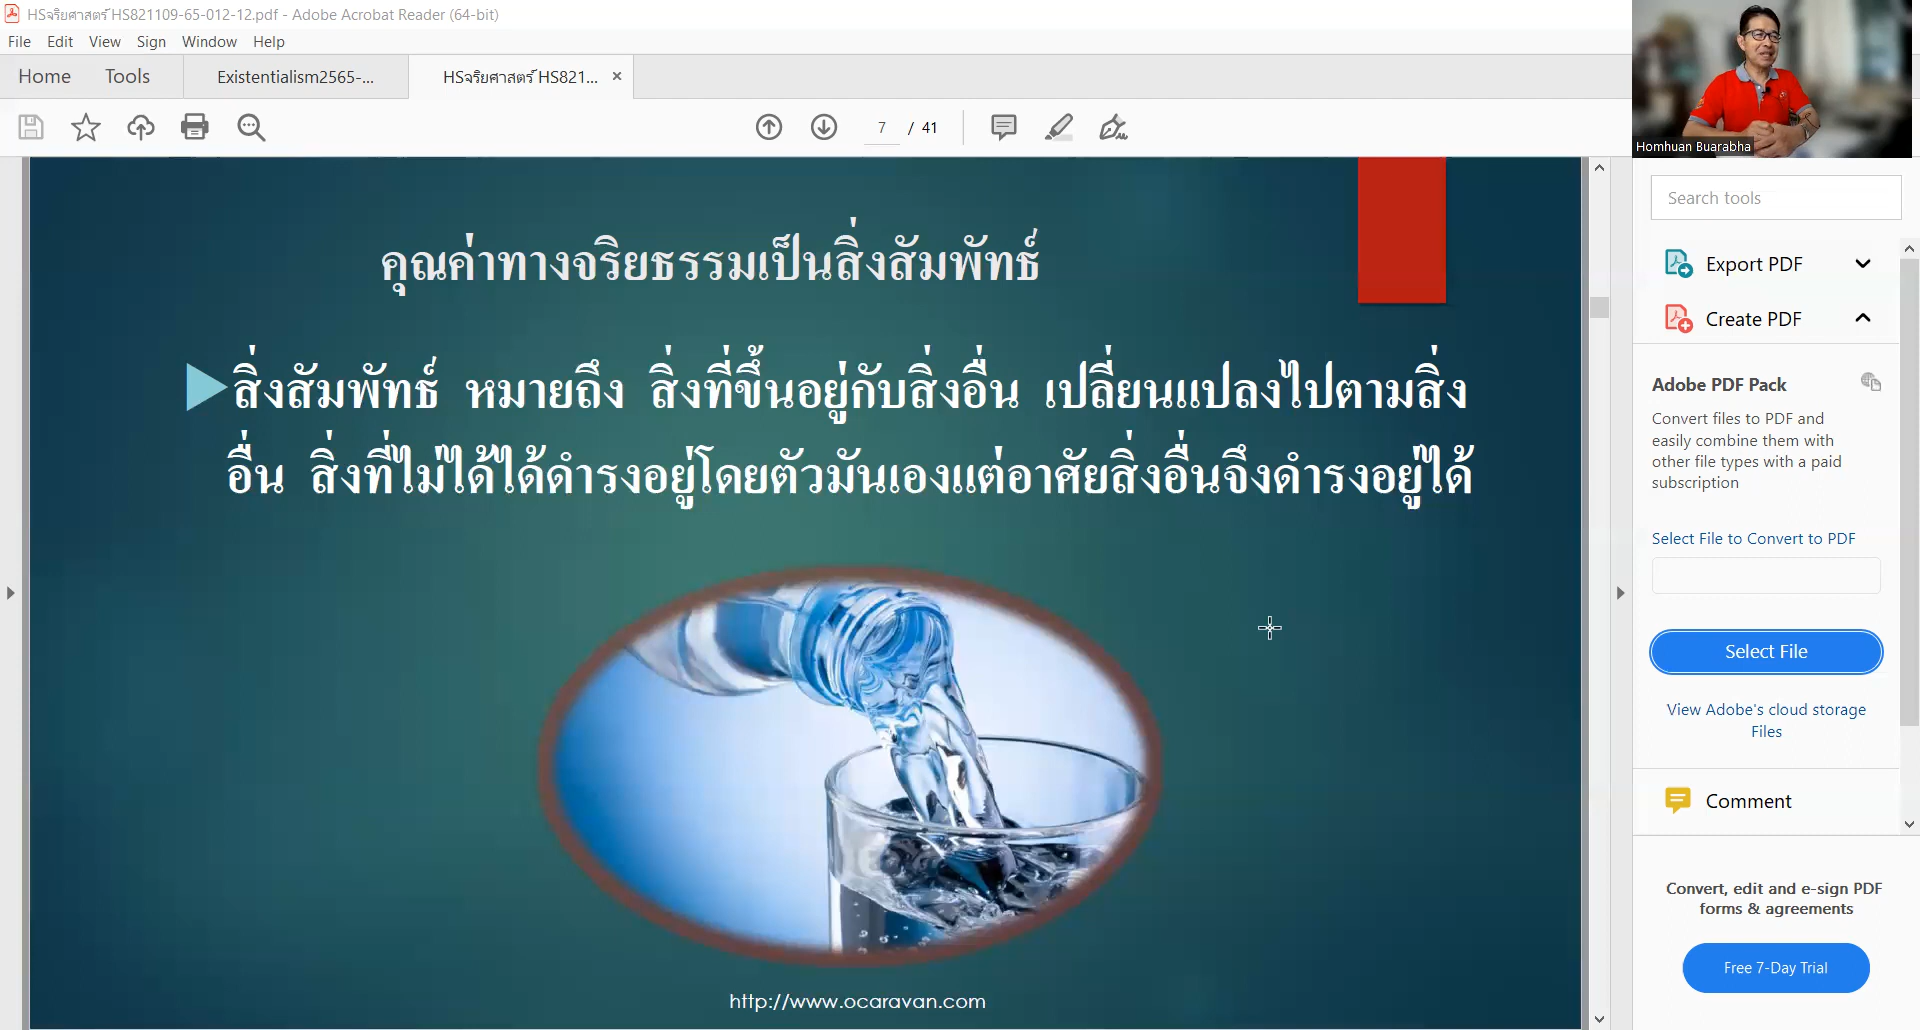 HSจริยศาสตร์ HS821109-65-012-12.pdf - Adobe Acrobat Reader (64-bit)
File Edit View Sign Window Help
Home Tools Existentialism2565-... HSจริยศาสตร์ HS821... ×
7 / 41
Homhuan Buarabha
คุณค่าทางจริยธรรมเป็นสิ่งสัมพัทธ์
สิ่งสัมพัทธ์ หมายถึง สิ่งที่ขึ้นอยู่กับสิ่งอื่น เปลี่ยนแปลงไปตามสิ่ง
อื่น สิ่งที่ไม่ได้ได้ดำรงอยู่โดยตัวมันเองแต่อาศัยสิ่งอื่นจึงดำรงอยู่ได้
http://www.ocaravan.com
Search tools
Export PDF
Create PDF
Adobe PDF Pack
Convert files to PDF and
easily combine them with
other file types with a paid
subscription
Select File to Convert to PDF
Select File
View Adobe's cloud storage
Files
Comment
Convert, edit and e-sign PDF
forms & agreements
Free 7-Day Trial